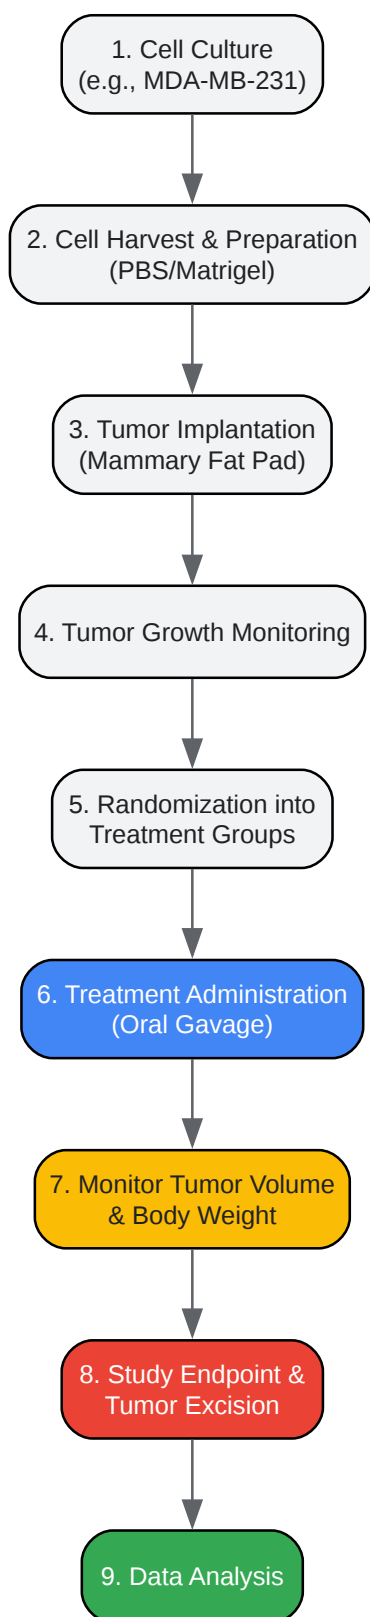 1. Cell Culture
(e.g., MDA-MB-231)
2. Cell Harvest & Preparation
(PBS/Matrigel)
3. Tumor Implantation
(Mammary Fat Pad)
4. Tumor Growth Monitoring
5. Randomization into
Treatment Groups
6. Treatment Administration
(Oral Gavage)
7. Monitor Tumor Volume
& Body Weight
8. Study Endpoint &
Tumor Excision
9. Data Analysis